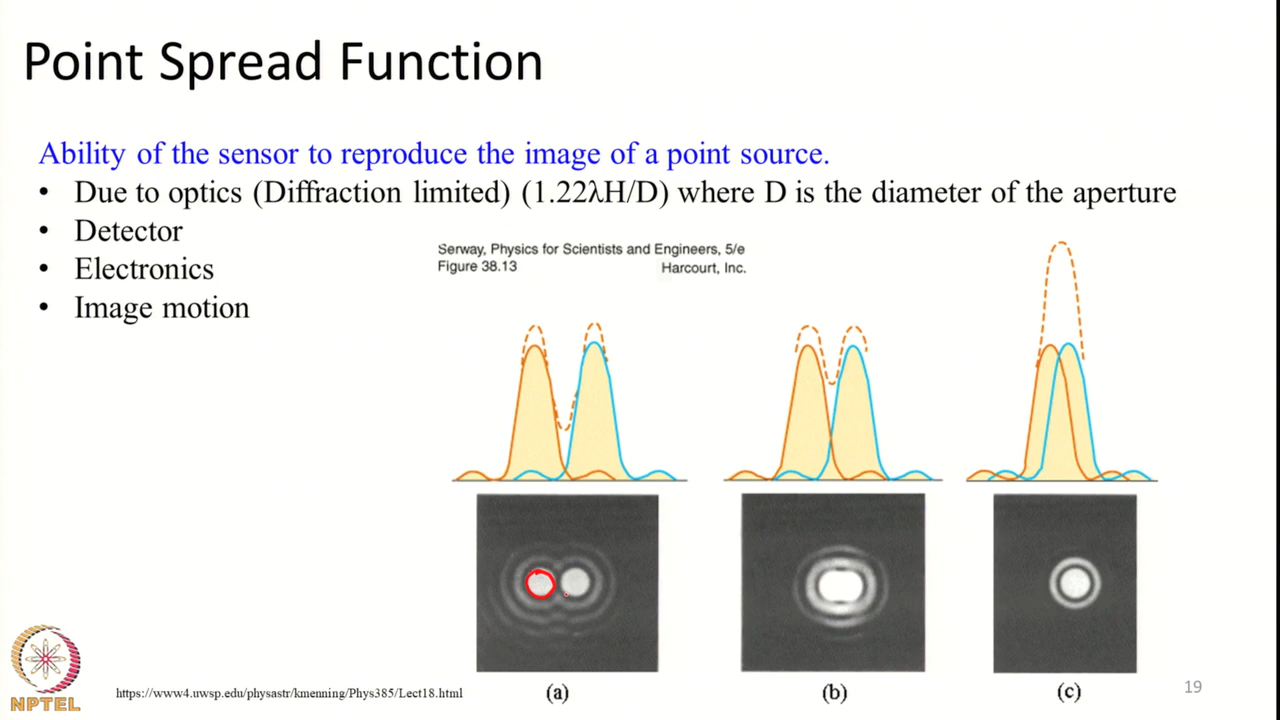 Point Spread Function
Ability of the sensor to reproduce the image of a point source.
• Due to optics (Diffraction limited) (1.22λH/D) where D is the diameter of the aperture
• Detector
• Electronics
• Image motion
Serway, Physics for Scientists and Engineers, 5/e
Figure 38.13 Harcourt, Inc.
(a) (b) (c)
https://www4.uwsp.edu/physastr/kmenning/Phys385/Lect18.html
19
NPTEL